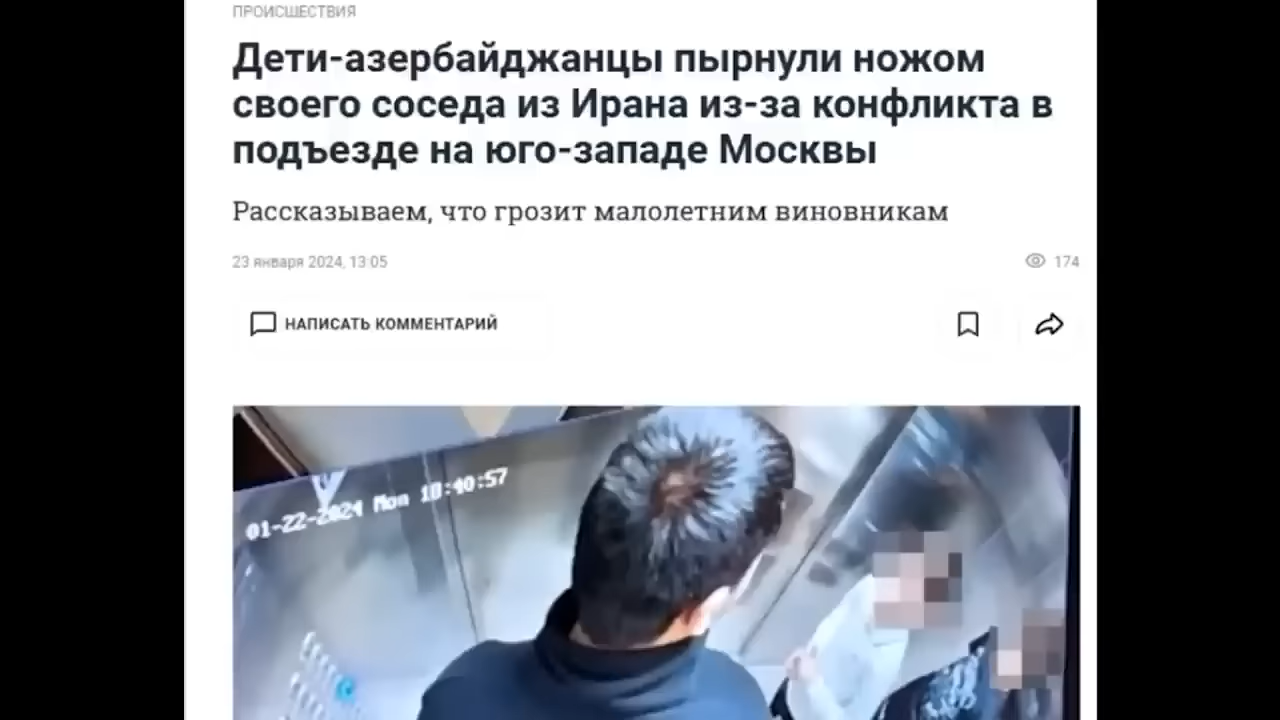 ПРОИСШЕСТВИЯ
Дети-азербайджанцы пырнули ножом
своего соседа из Ирана из-за конфликта в
подъезде на юго-западе Москвы
Рассказываем, что грозит малолетним виновникам
23 января 2024, 13:05
174
НАПИСАТЬ КОММЕНТАРИЙ
01-22-2024 Mon 18:40:57